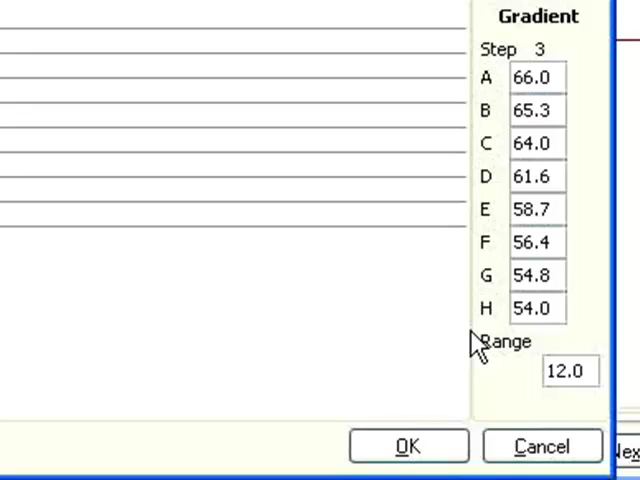 Gradient
Step 3
A 66.0
B 65.3
C 64.0
D 61.6
E 58.7
F 56.4
G 54.8
H 54.0
Range
12.0
OK Cancel